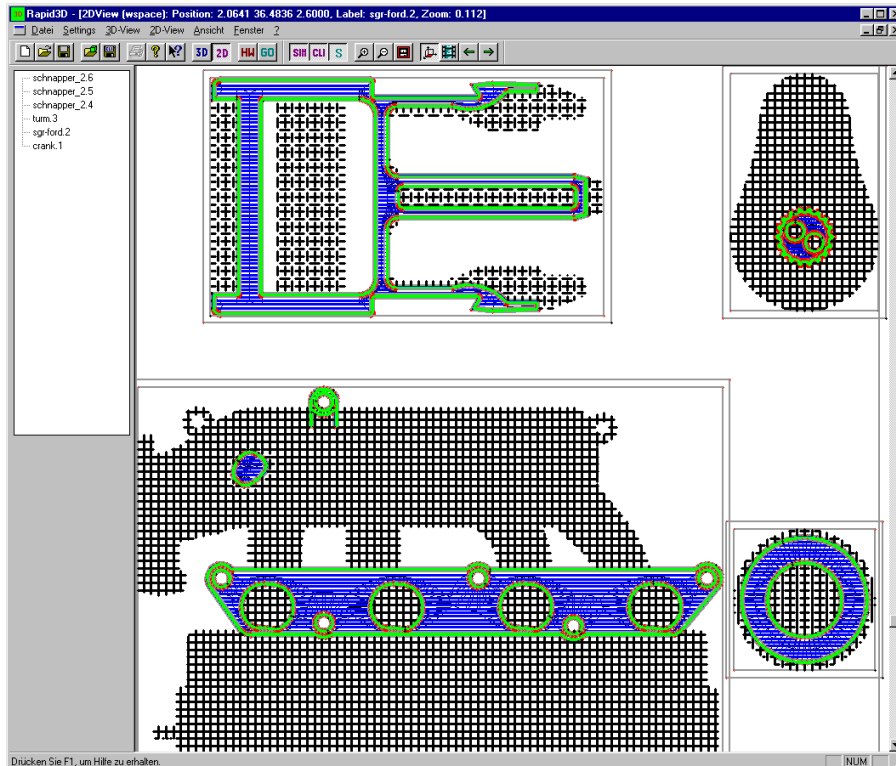 3D Rapid3D - [2DView (wspace): Position: 2.0641 36.4836 2.6000, Label: sgr-ford.2, Zoom: 0.112]
Datei Settings 3D-View 2D-View Ansicht Fenster ?
3D 2D HW GO SIM CLI S
schnapper_2.6
schnapper_2.5
schnapper_2.4
turm.3
sgr-ford.2
crank.1
Drücken Sie F1, um Hilfe zu erhalten. NUM